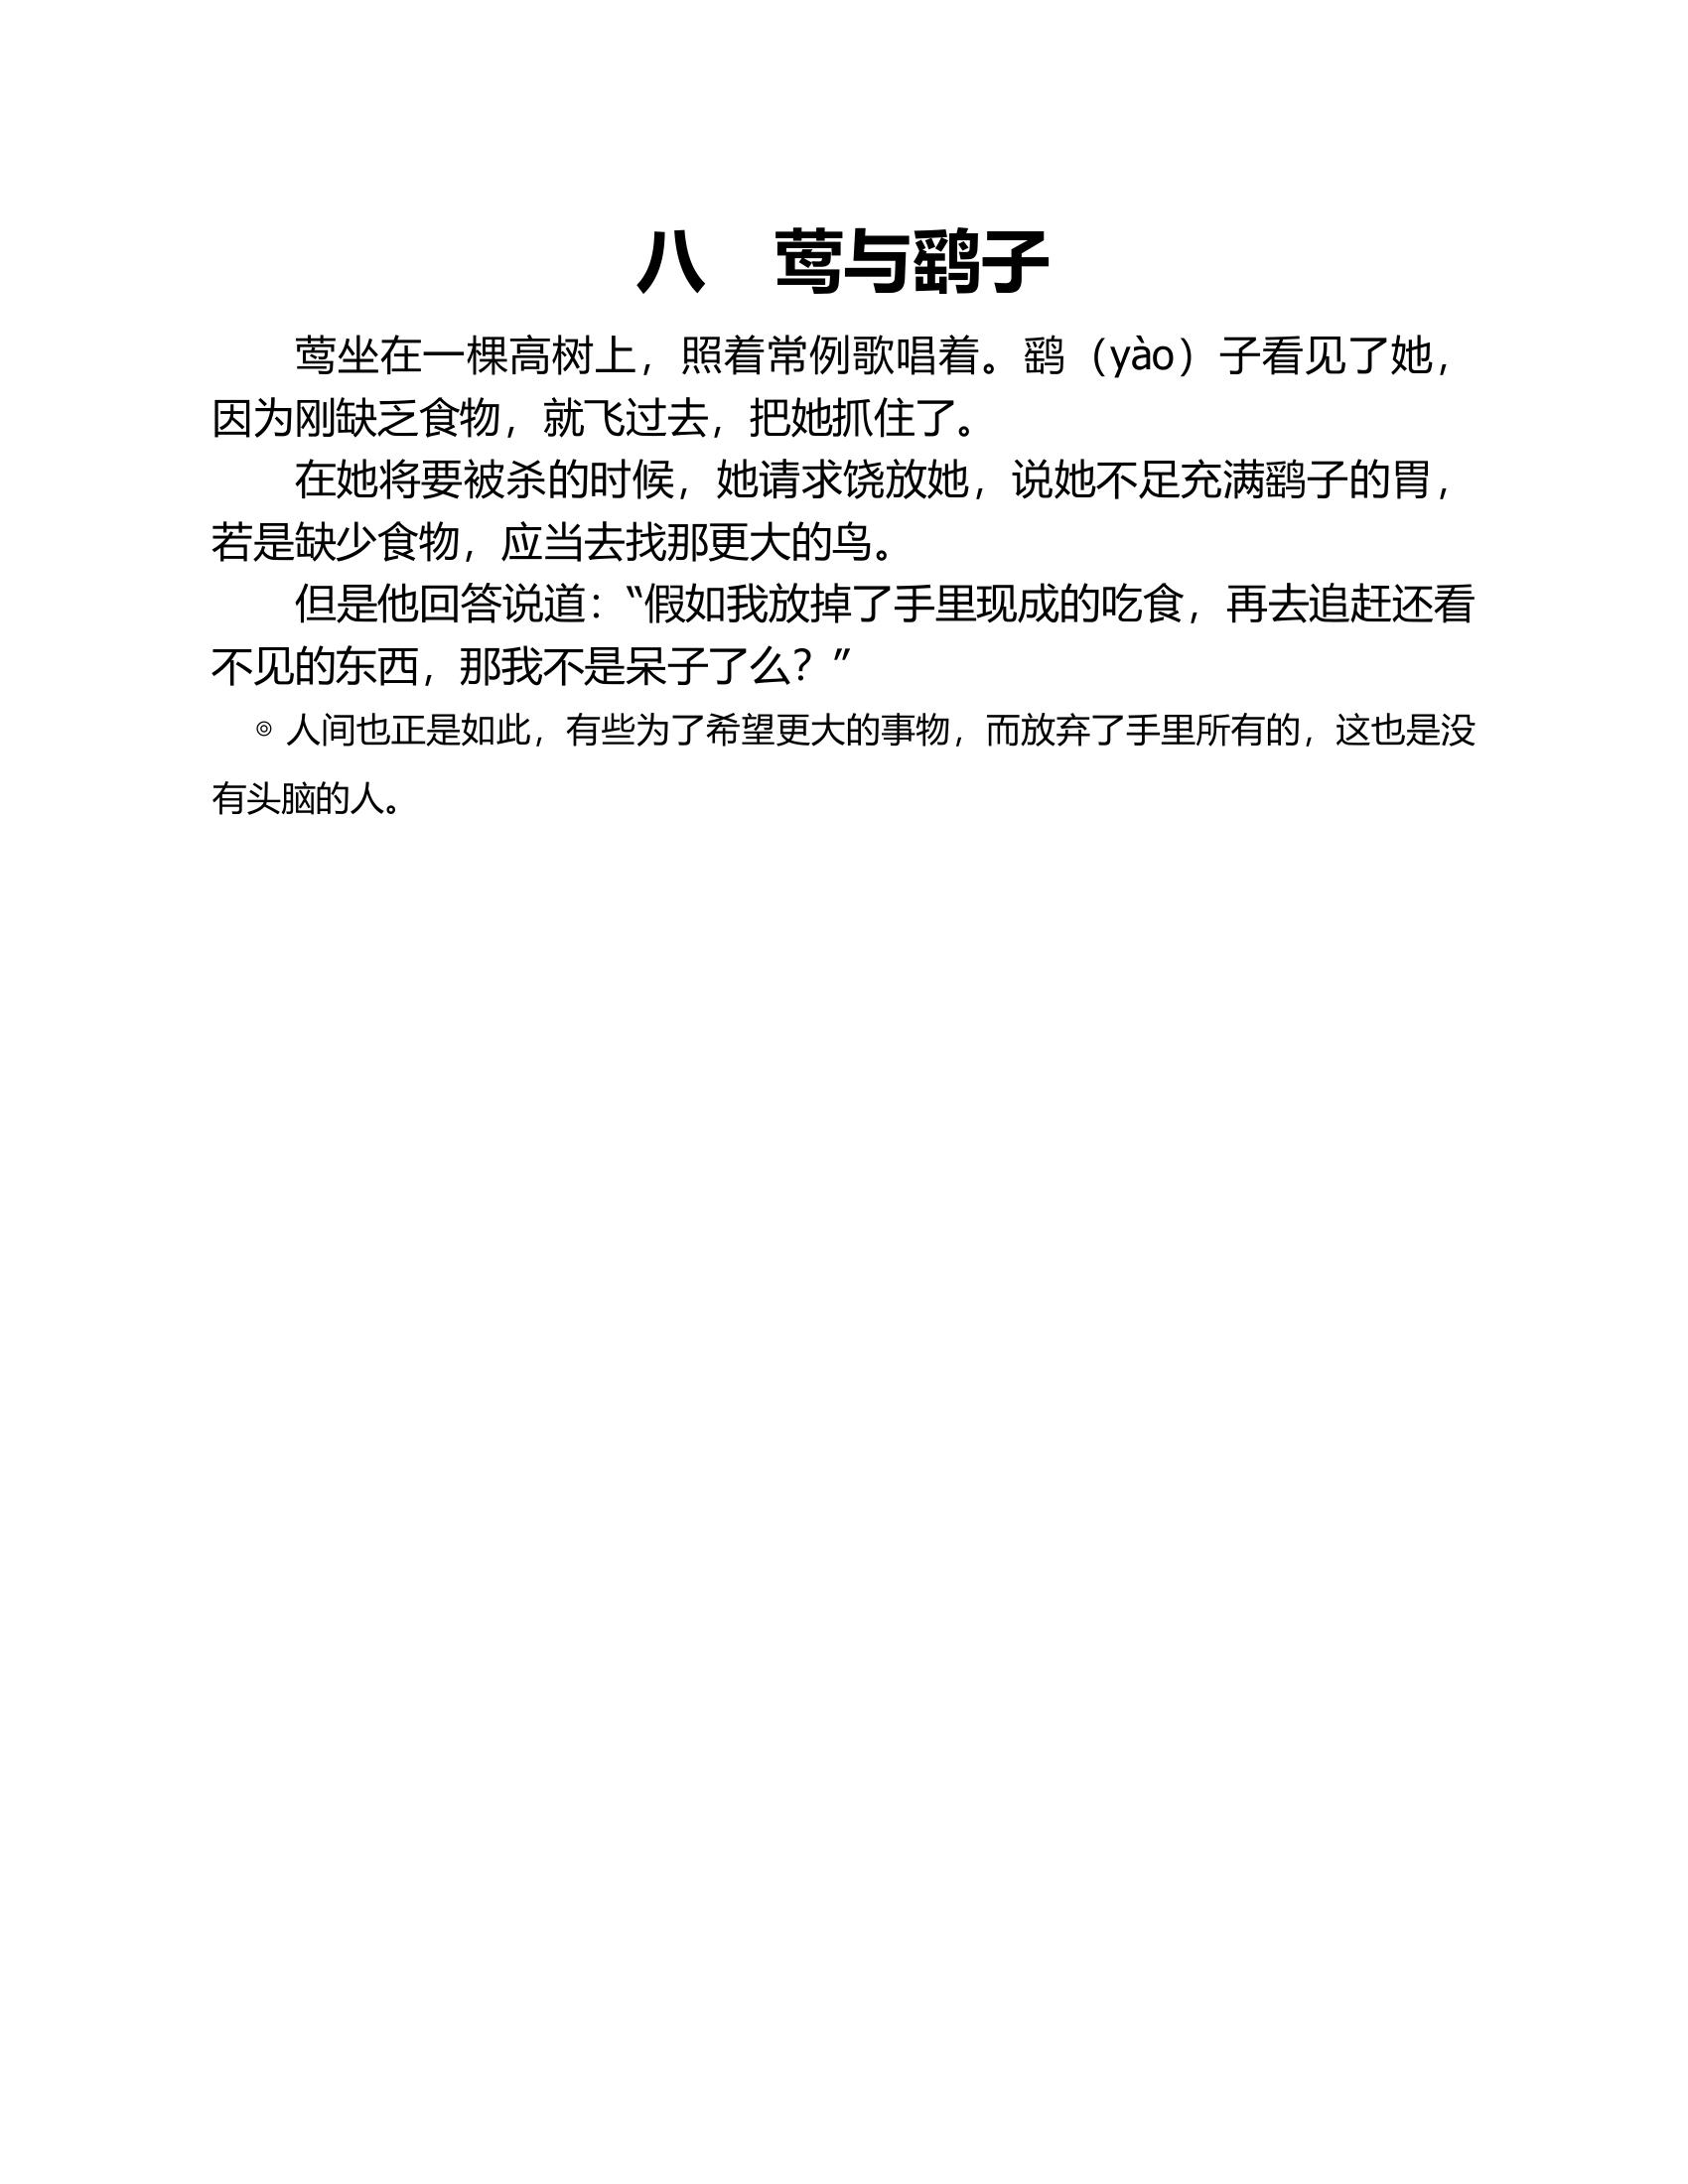 八　莺与鹞子
莺坐在一棵高树上，照着常例歌唱着。鹞（yào）子看见了她，
因为刚缺乏食物，就飞过去，把她抓住了。
在她将要被杀的时候，她请求饶放她，说她不足充满鹞子的胃，
若是缺少食物，应当去找那更大的鸟。
但是他回答说道：“假如我放掉了手里现成的吃食，再去追赶还看
不见的东西，那我不是呆子了么？”
◎ 人间也正是如此，有些为了希望更大的事物，而放弃了手里所有的，这也是没
有头脑的人。